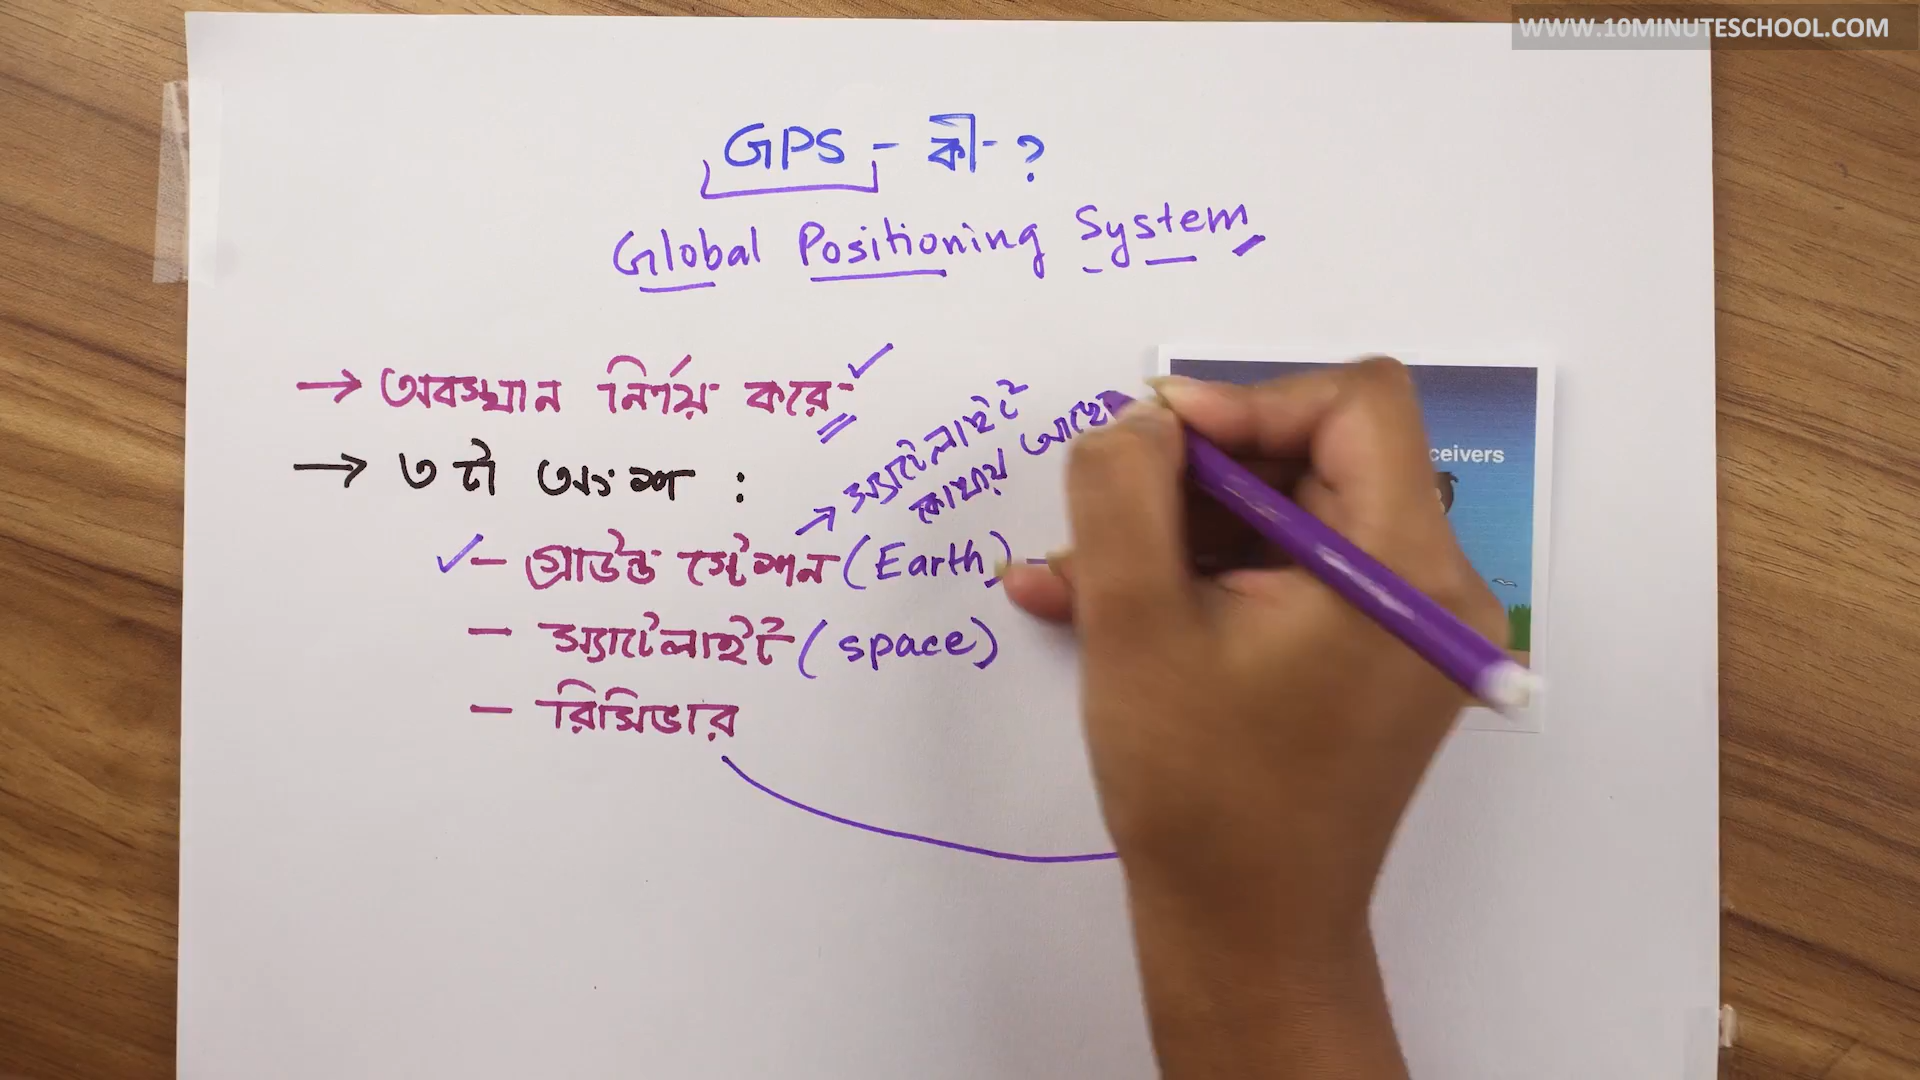 WWW.10MINUTESCHOOL.COM
GPS - কী - ?
Global Positioning System
→ অবস্থান নির্ণয় করে
→ ৩ টা অংশ :
→ স্যাটেলাইট
কোথায় আছে
- গ্রাউন্ড স্টেশন (Earth) -
- স্যাটেলাইট (space)
- রিসিভার
ceivers